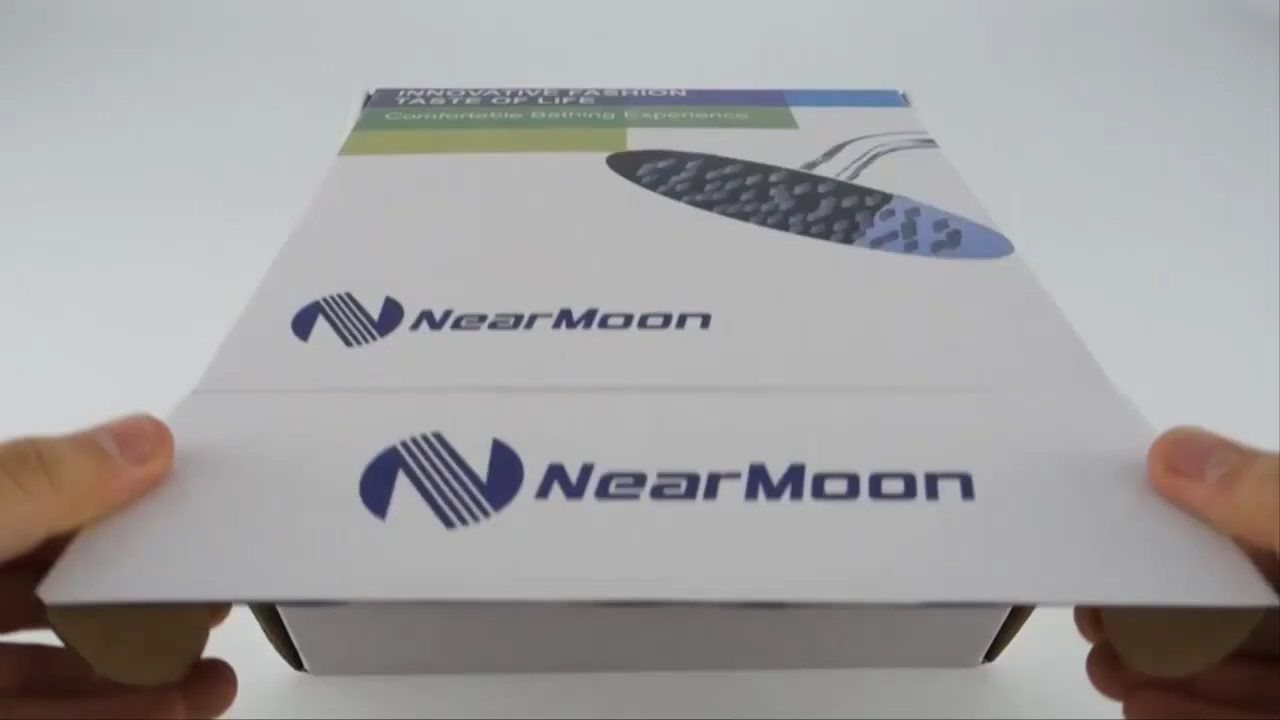 INNOVATIVE FASHION
TASTE OF LIFE
Comfortable Bathing Experience
NearMoon
NearMoon